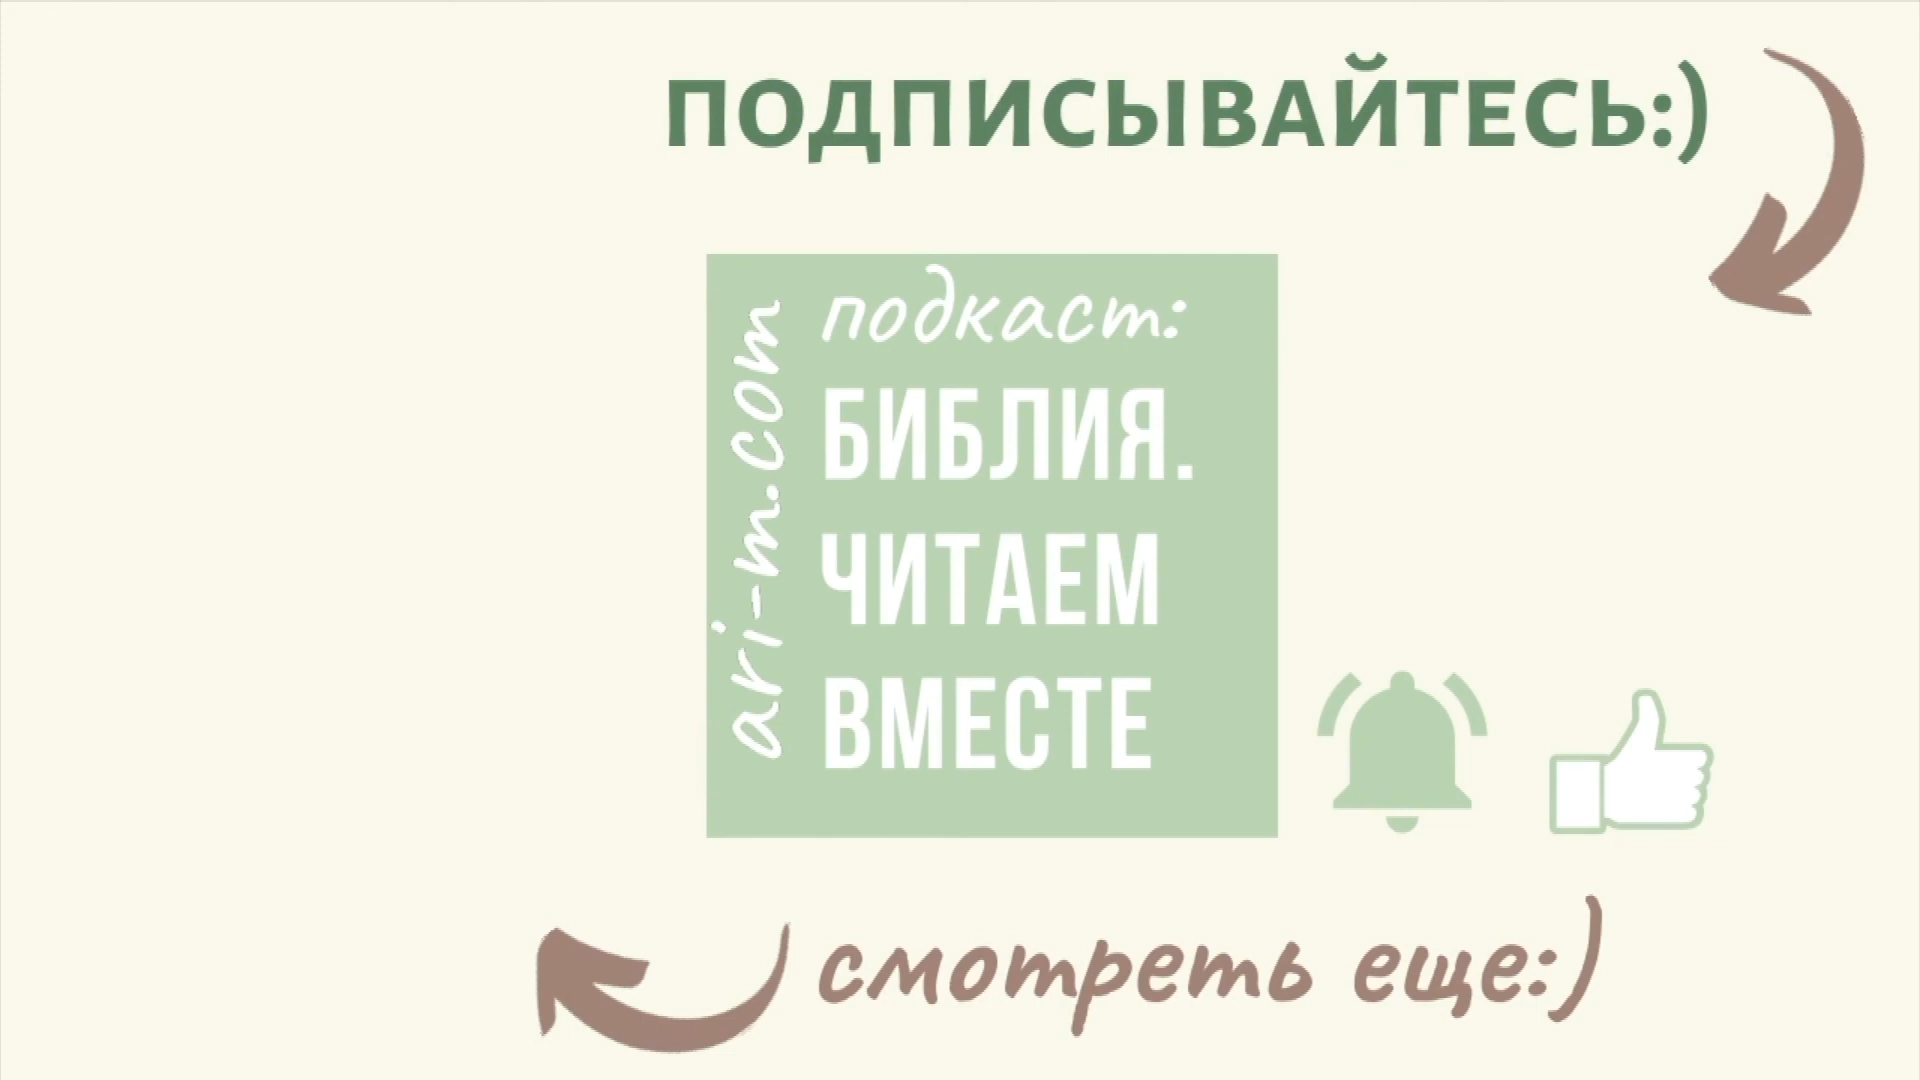 ПОДПИСЫВАЙТЕСЬ:)
ari-m.com
подкаст:
БИБЛИЯ.
ЧИТАЕМ
ВМЕСТЕ
смотреть еще:)